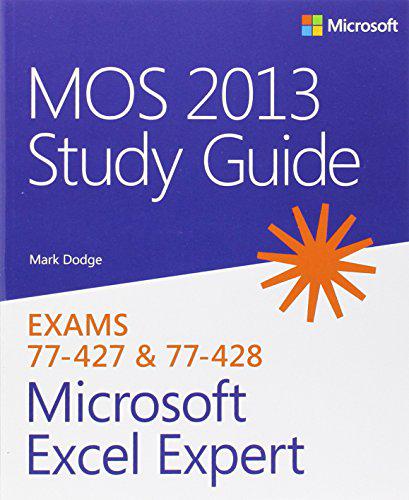 Microsoft
MOS 2013
Study Guide
Mark Dodge
EXAMS
77-427 & 77-428
Microsoft
Excel Expert